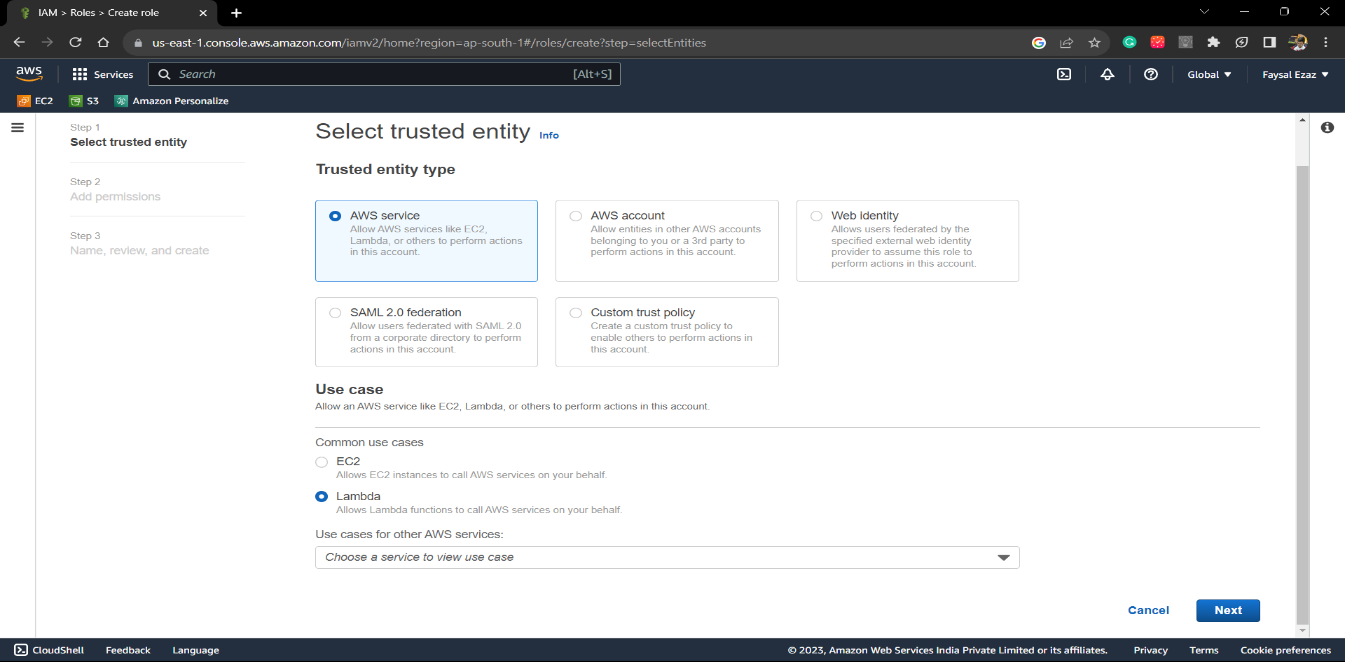 IAM > Roles > Create role
us-east-1.console.aws.amazon.com/iamv2/home?region=ap-south-1#/roles/create?step=selectEntities
aws
Services
Search
[Alt+S]
Global
Faysal Ezaz
EC2
S3
Amazon Personalize
Step 1
Select trusted entity
Step 2
Add permissions
Step 3
Name, review, and create
Select trusted entity Info
Trusted entity type
AWS service
Allow AWS services like EC2,
Lambda, or others to perform actions
in this account.
AWS account
Allow entities in other AWS accounts
belonging to you or a 3rd party to
perform actions in this account.
Web identity
Allows users federated by the
specified external web identity
provider to assume this role to
perform actions in this account.
SAML 2.0 federation
Allow users federated with SAML 2.0
from a corporate directory to perform
actions in this account.
Custom trust policy
Create a custom trust policy to
enable others to perform actions in
this account.
Use case
Allow an AWS service like EC2, Lambda, or others to perform actions in this account.
Common use cases
EC2
Allows EC2 instances to call AWS services on your behalf.
Lambda
Allows Lambda functions to call AWS services on your behalf.
Use cases for other AWS services:
Choose a service to view use case
Cancel
Next
CloudShell
Feedback
Language
© 2023, Amazon Web Services India Private Limited or its affiliates.
Privacy
Terms
Cookie preferences